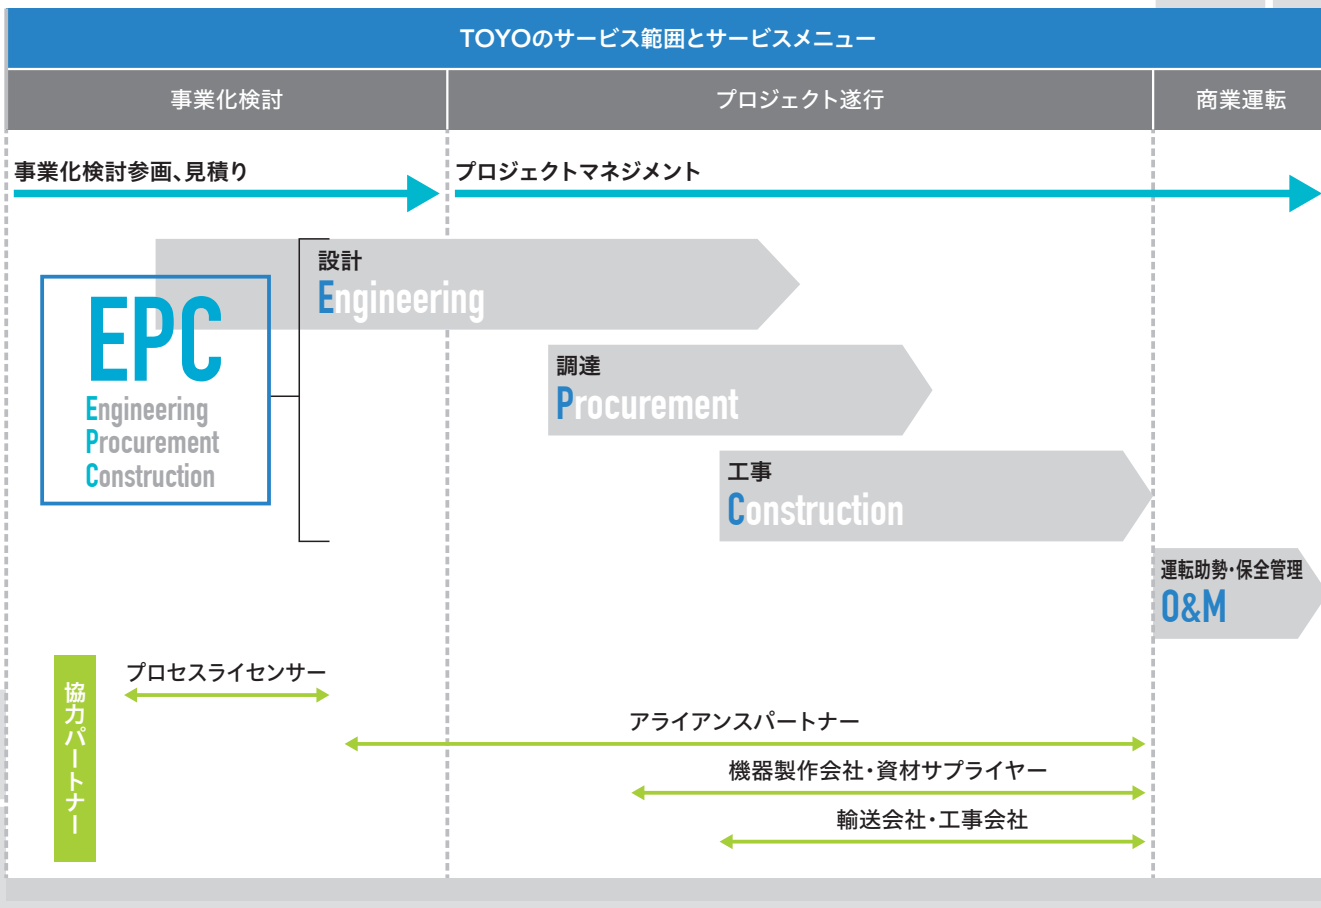 TOYOのサービス範囲とサービスメニュー
事業化検討
プロジェクト遂行
商業運転
事業化検討参画、見積り
プロジェクトマネジメント
設計
Engineering
EPC
Engineering
Procurement
Construction
調達
Procurement
工事
Construction
運転助勢・保全管理
O&M
協力パートナー
プロセスライセンサー
アライアンスパートナー
機器製作会社・資材サプライヤー
輸送会社・工事会社